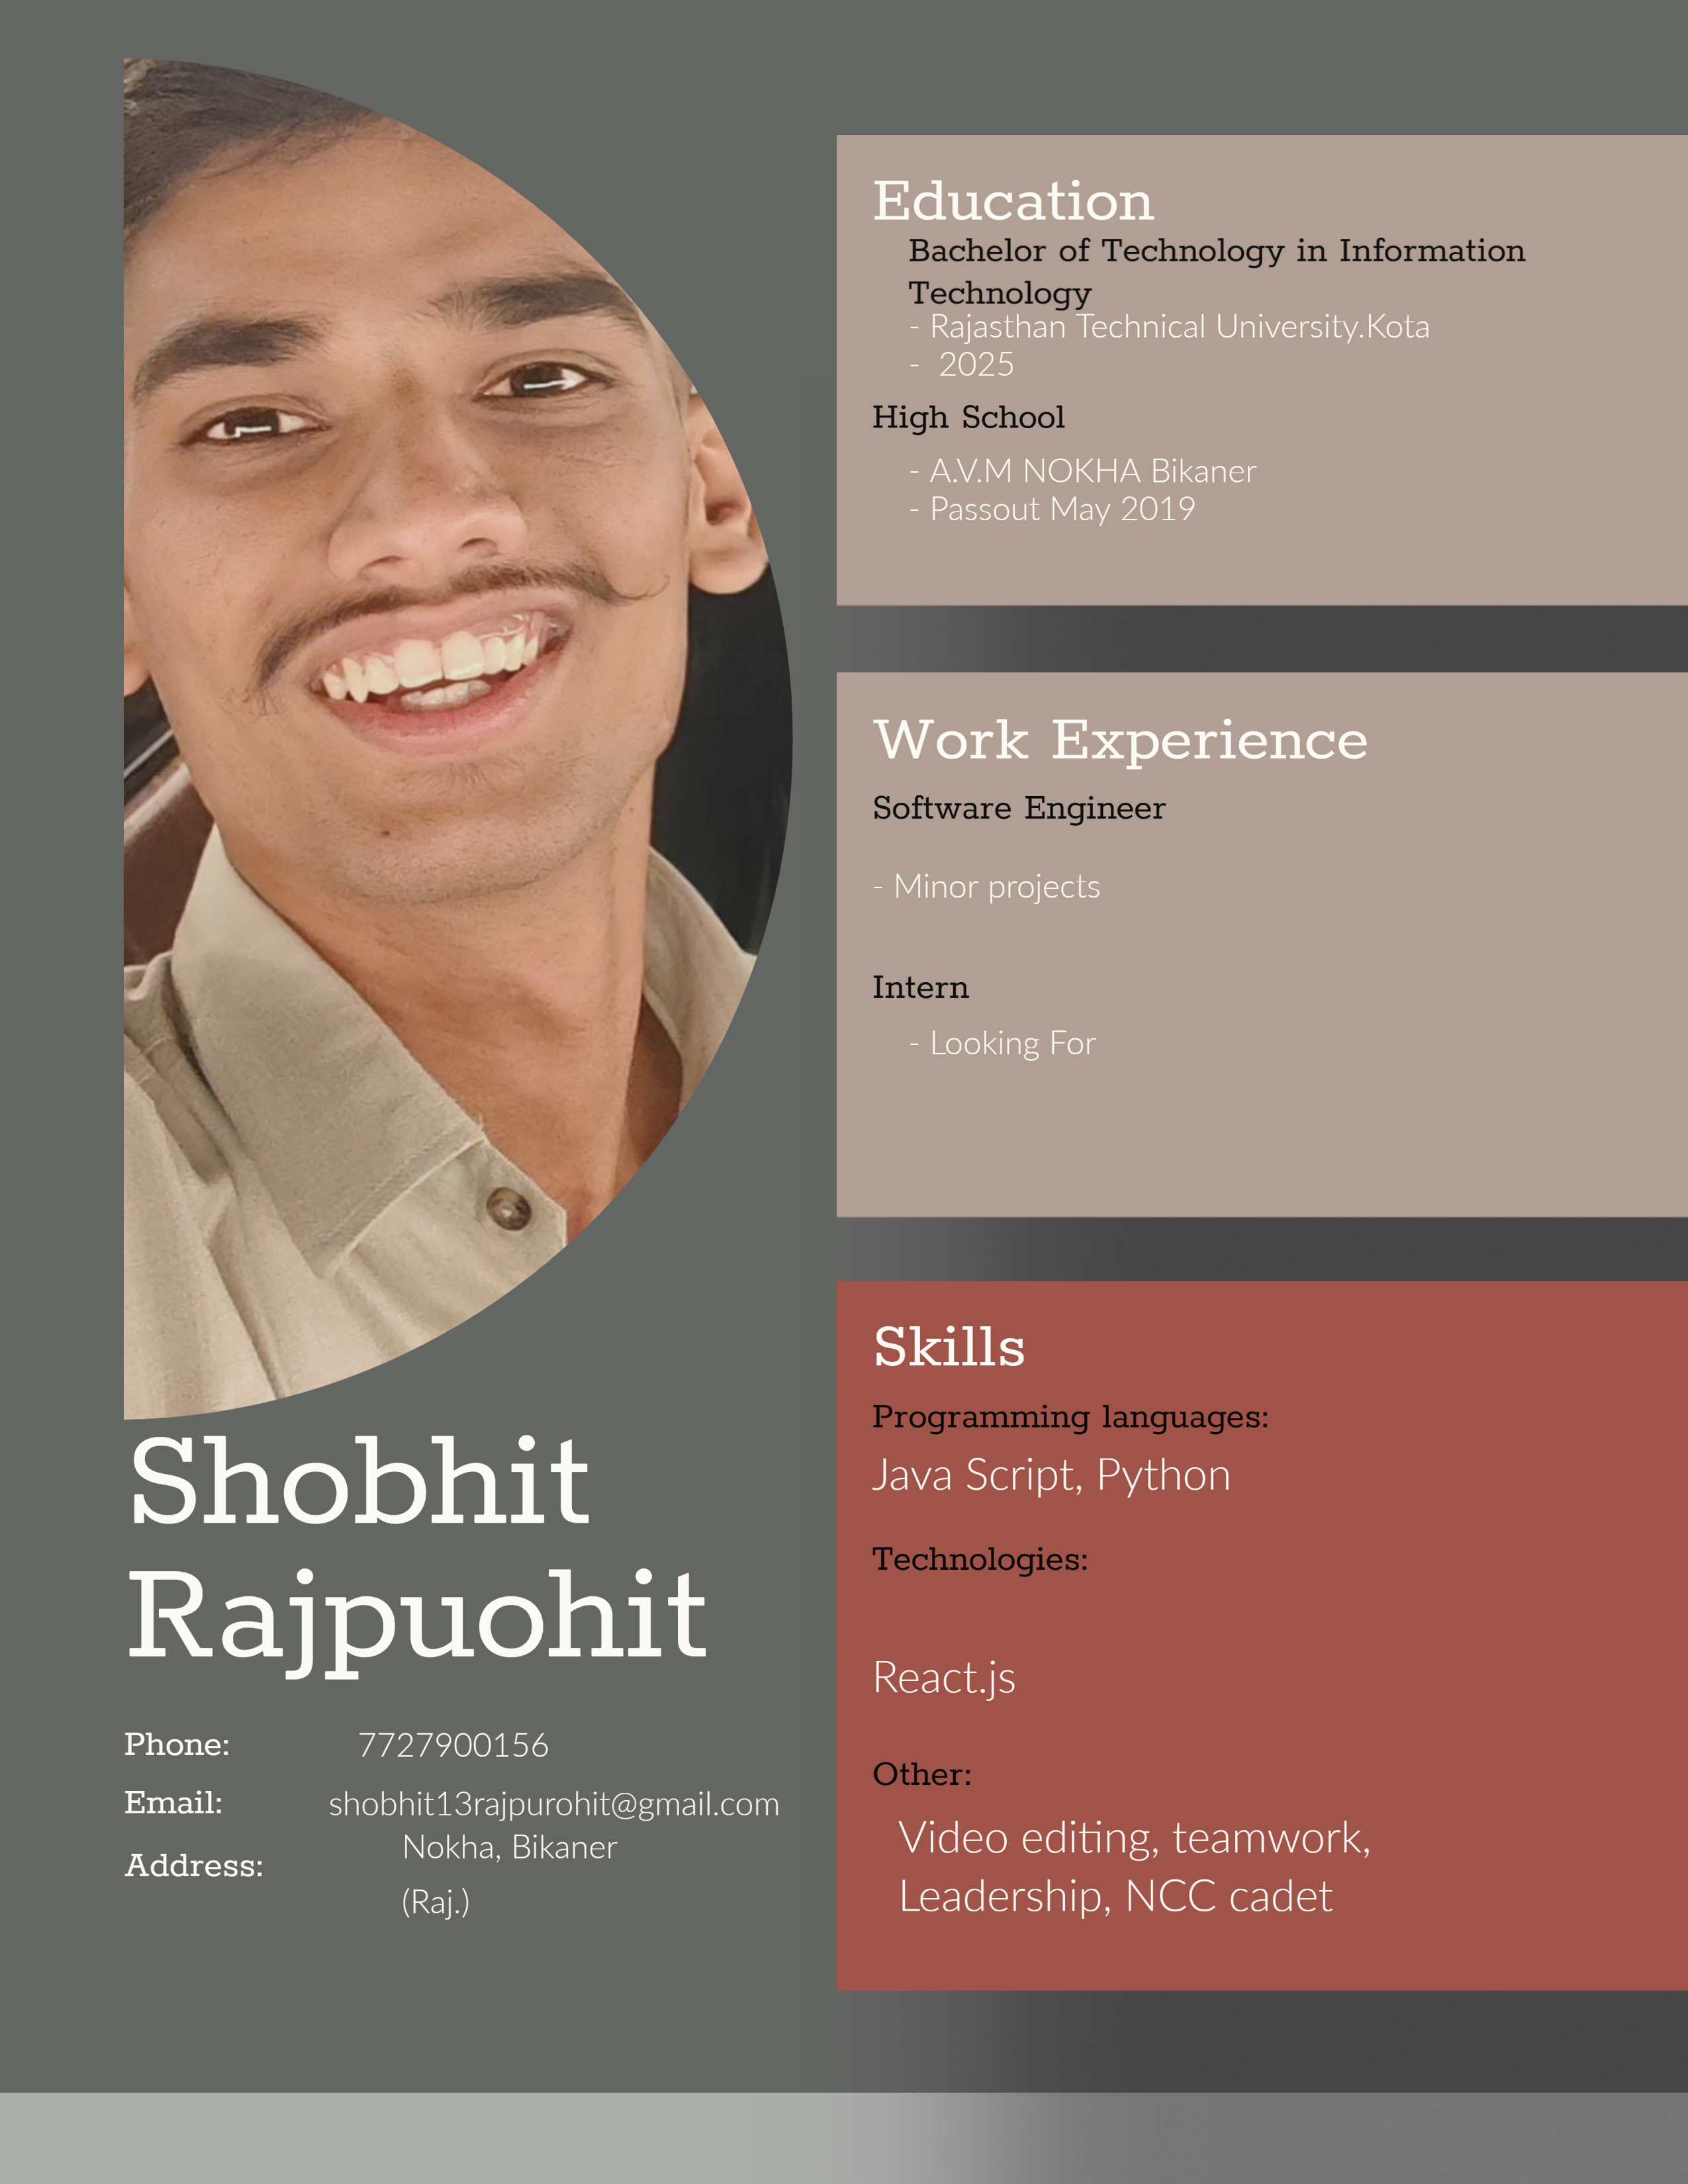 Shobhit
Rajpuohit
Phone: 7727900156
Email: shobhit13rajpurohit@gmail.com
Address: Nokha, Bikaner
(Raj.)
Education
Bachelor of Technology in Information
Technology
- Rajasthan Technical University.Kota
- 2025
High School
- A.V.M NOKHA Bikaner
- Passout May 2019
Work Experience
Software Engineer
- Minor projects
Intern
- Looking For
Skills
Programming languages:
Java Script, Python
Technologies:
React.js
Other:
Video editing, teamwork,
Leadership, NCC cadet